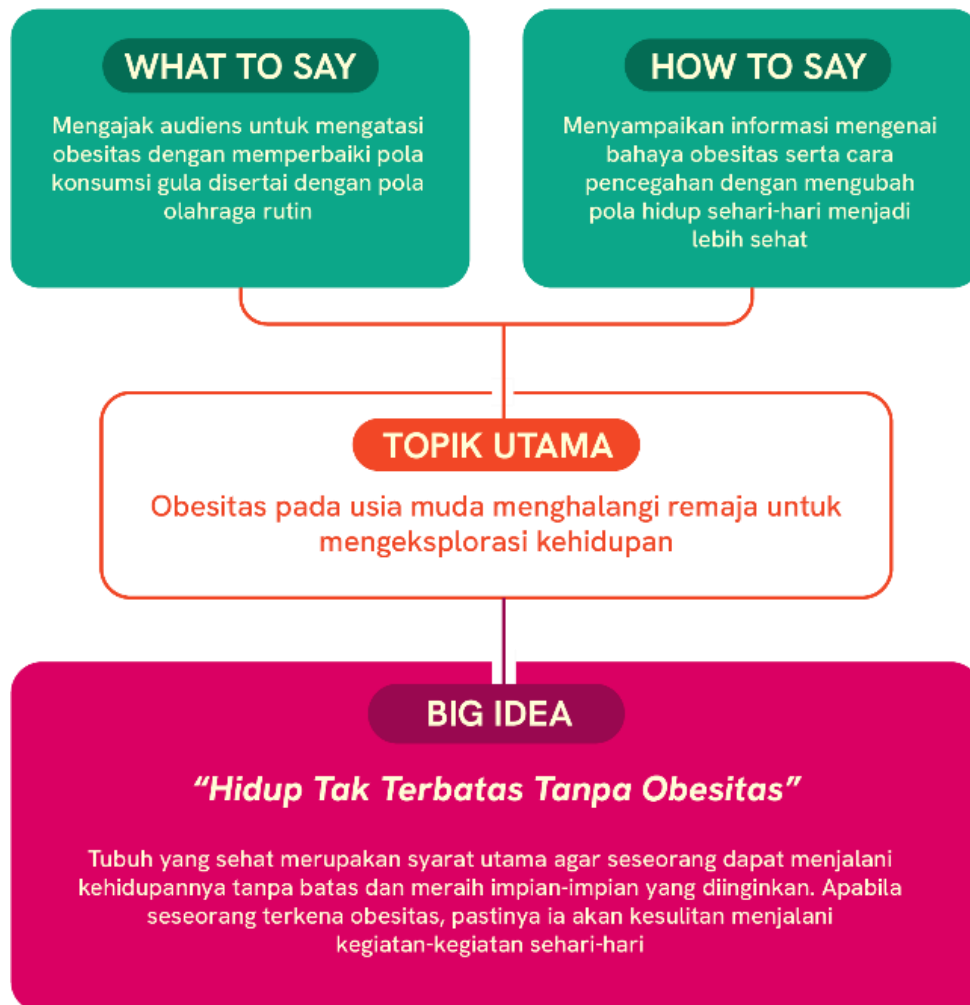 WHAT TO SAY
Mengajak audiens untuk mengatasi
obesitas dengan memperbaiki pola
konsumsi gula disertai dengan pola
olahraga rutin
HOW TO SAY
Menyampaikan informasi mengenai
bahaya obesitas serta cara
pencegahan dengan mengubah
pola hidup sehari-hari menjadi
lebih sehat
TOPIK UTAMA
Obesitas pada usia muda menghalangi remaja untuk
mengeksplorasi kehidupan
BIG IDEA
“Hidup Tak Terbatas Tanpa Obesitas”
Tubuh yang sehat merupakan syarat utama agar seseorang dapat menjalani
kehidupannya tanpa batas dan meraih impian-impian yang diinginkan. Apabila
seseorang terkena obesitas, pastinya ia akan kesulitan menjalani
kegiatan-kegiatan sehari-hari